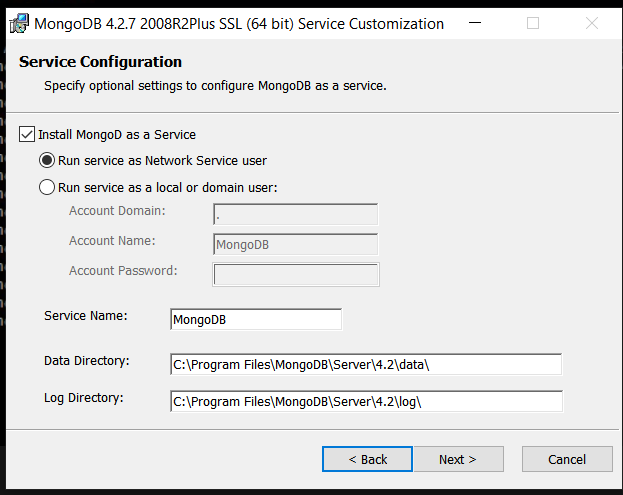 MongoDB 4.2.7 2008R2Plus SSL (64 bit) Service Customization
Service Configuration
Specify optional settings to configure MongoDB as a service.
Install MongoD as a Service
Run service as Network Service user
Run service as a local or domain user:
Account Domain: .
Account Name: MongoDB
Account Password:
Service Name: MongoDB
Data Directory: C:\Program Files\MongoDB\Server\4.2\data\
Log Directory: C:\Program Files\MongoDB\Server\4.2\log\
< Back Next > Cancel